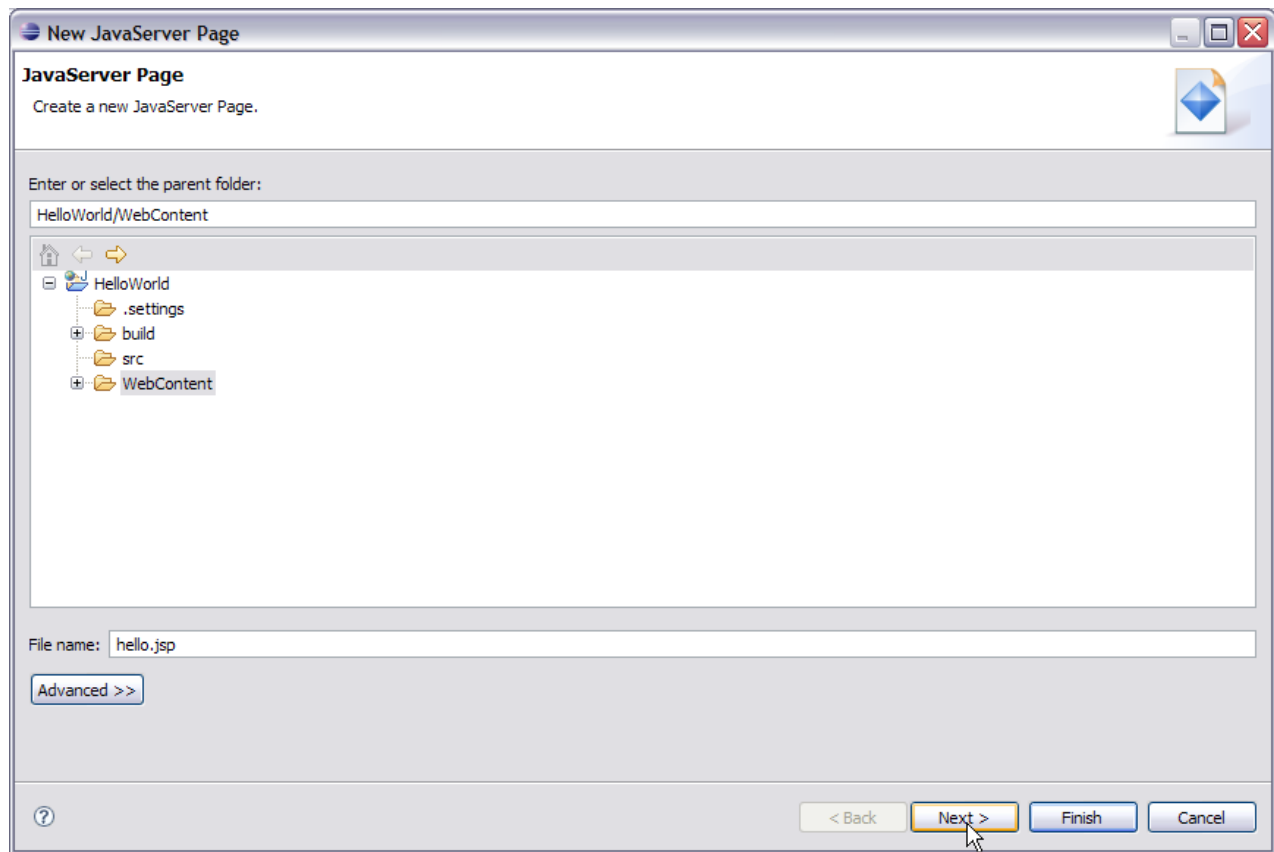 New JavaServer Page
JavaServer Page
Create a new JavaServer Page.
Enter or select the parent folder:
HelloWorld/WebContent
HelloWorld
.settings
build
src
WebContent
File name: hello.jsp
Advanced >>
< Back Next > Finish Cancel